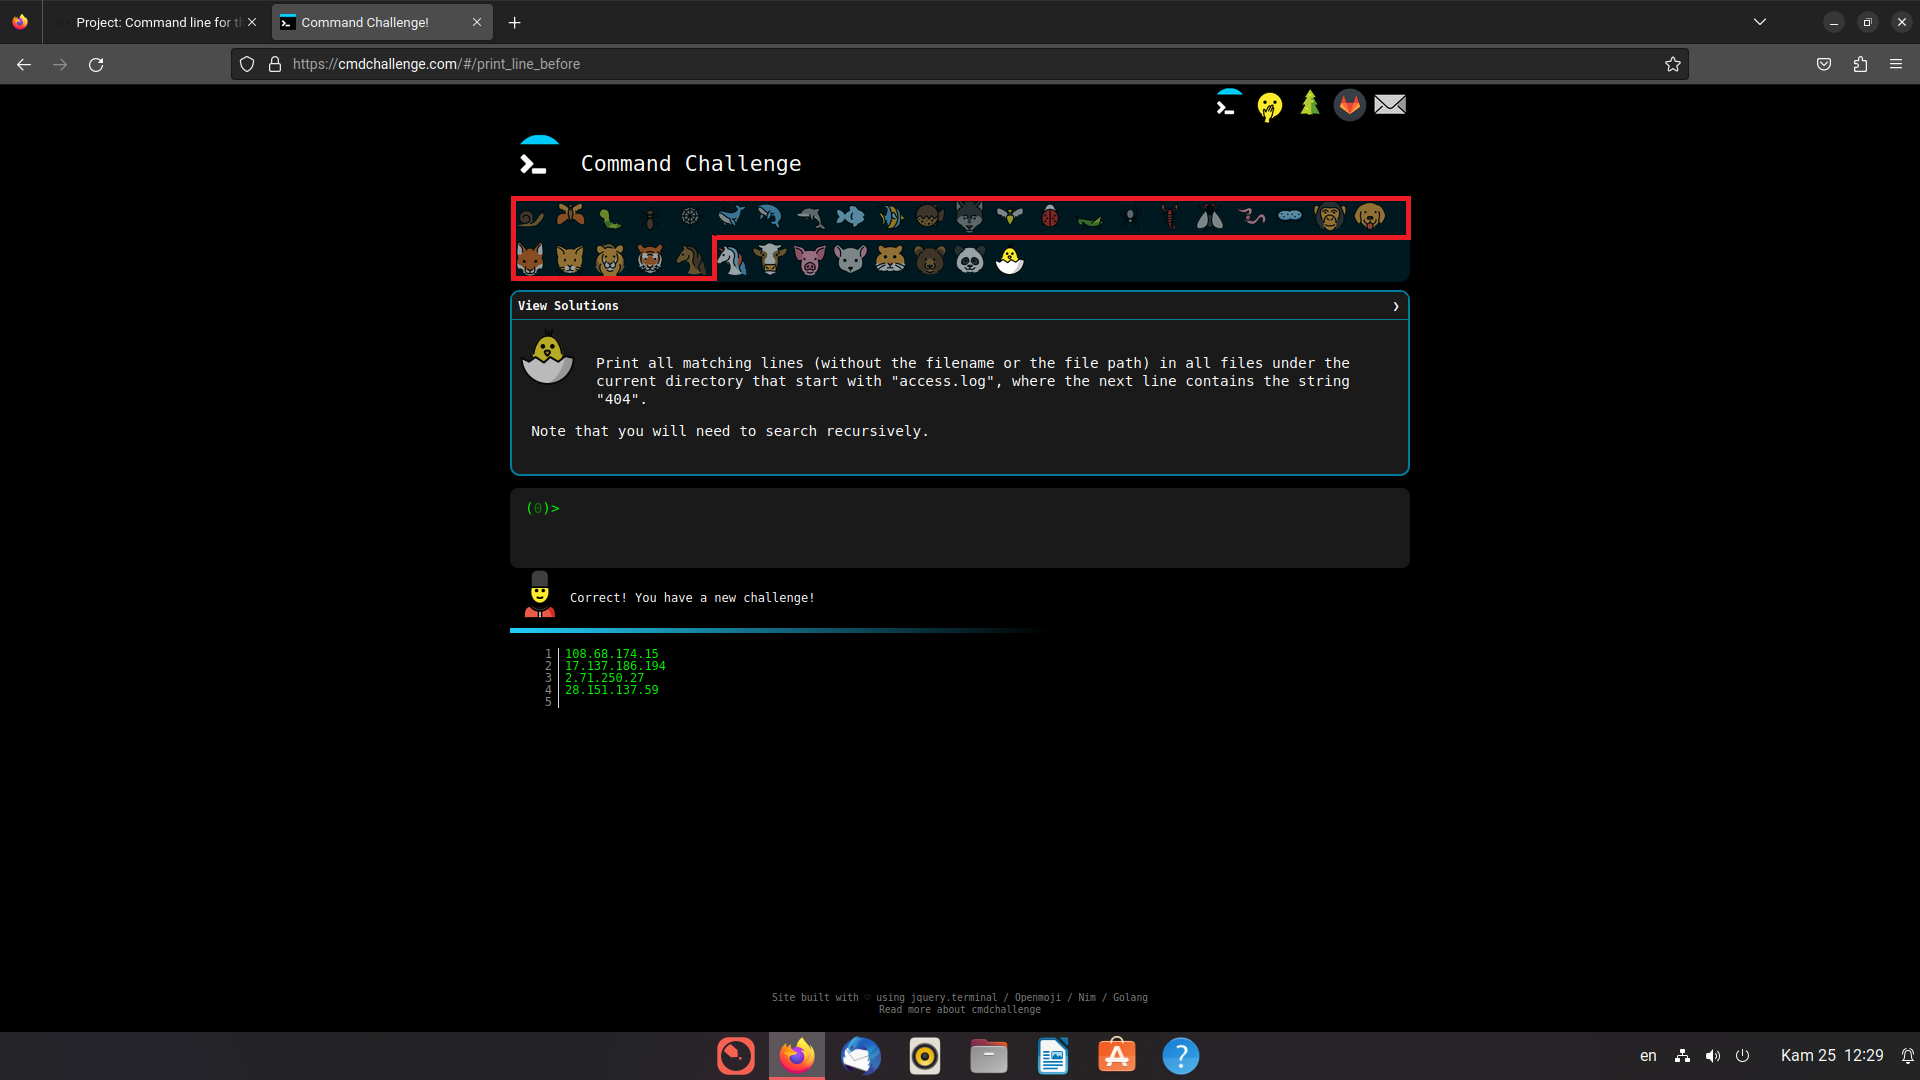 Project: Command line for th
Command Challenge!
https://cmdchallenge.com/#/print_line_before
Command Challenge
View Solutions
Print all matching lines (without the filename or the file path) in all files under the
current directory that start with "access.log", where the next line contains the string
"404".
Note that you will need to search recursively.
(0)>
Correct! You have a new challenge!
1 108.68.174.15
2 17.137.186.194
3 2.71.250.27
4 28.151.137.59
5
Site built with ♡ using jquery.terminal / Openmoji / Nim / Golang
Read more about cmdchallenge
en Kam 25 12:29